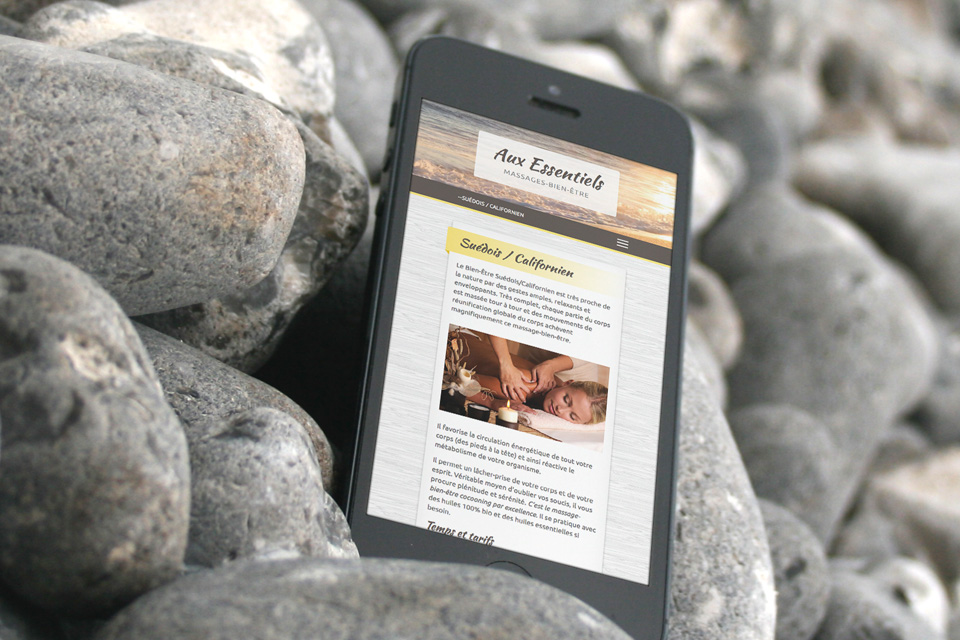 Aux Essentiels
MASSAGES-BIEN-ÊTRE
—SUÉDOIS / CALIFORNIEN
Suédois / Californien
Le Bien-Être Suédois/Californien est très proche de
la nature par des gestes amples, relaxants et
enveloppants. Très complet, chaque partie du corps
est massée tour à tour et des mouvements de
réunification globale du corps achèvent
magnifiquement ce massage-bien-être.
Il favorise la circulation énergétique de tout votre
corps (des pieds à la tête) et ainsi réactive le
métabolisme de votre organisme.
Il permet un lâcher-prise de votre corps et de votre
esprit. Véritable moyen d'oublier vos soucis, il vous
procure plénitude et sérénité. C'est le massage-
bien-être cocooning par excellence. Il se pratique avec
des huiles 100% bio et des huiles essentielles si
besoin.
Temps et tarifs